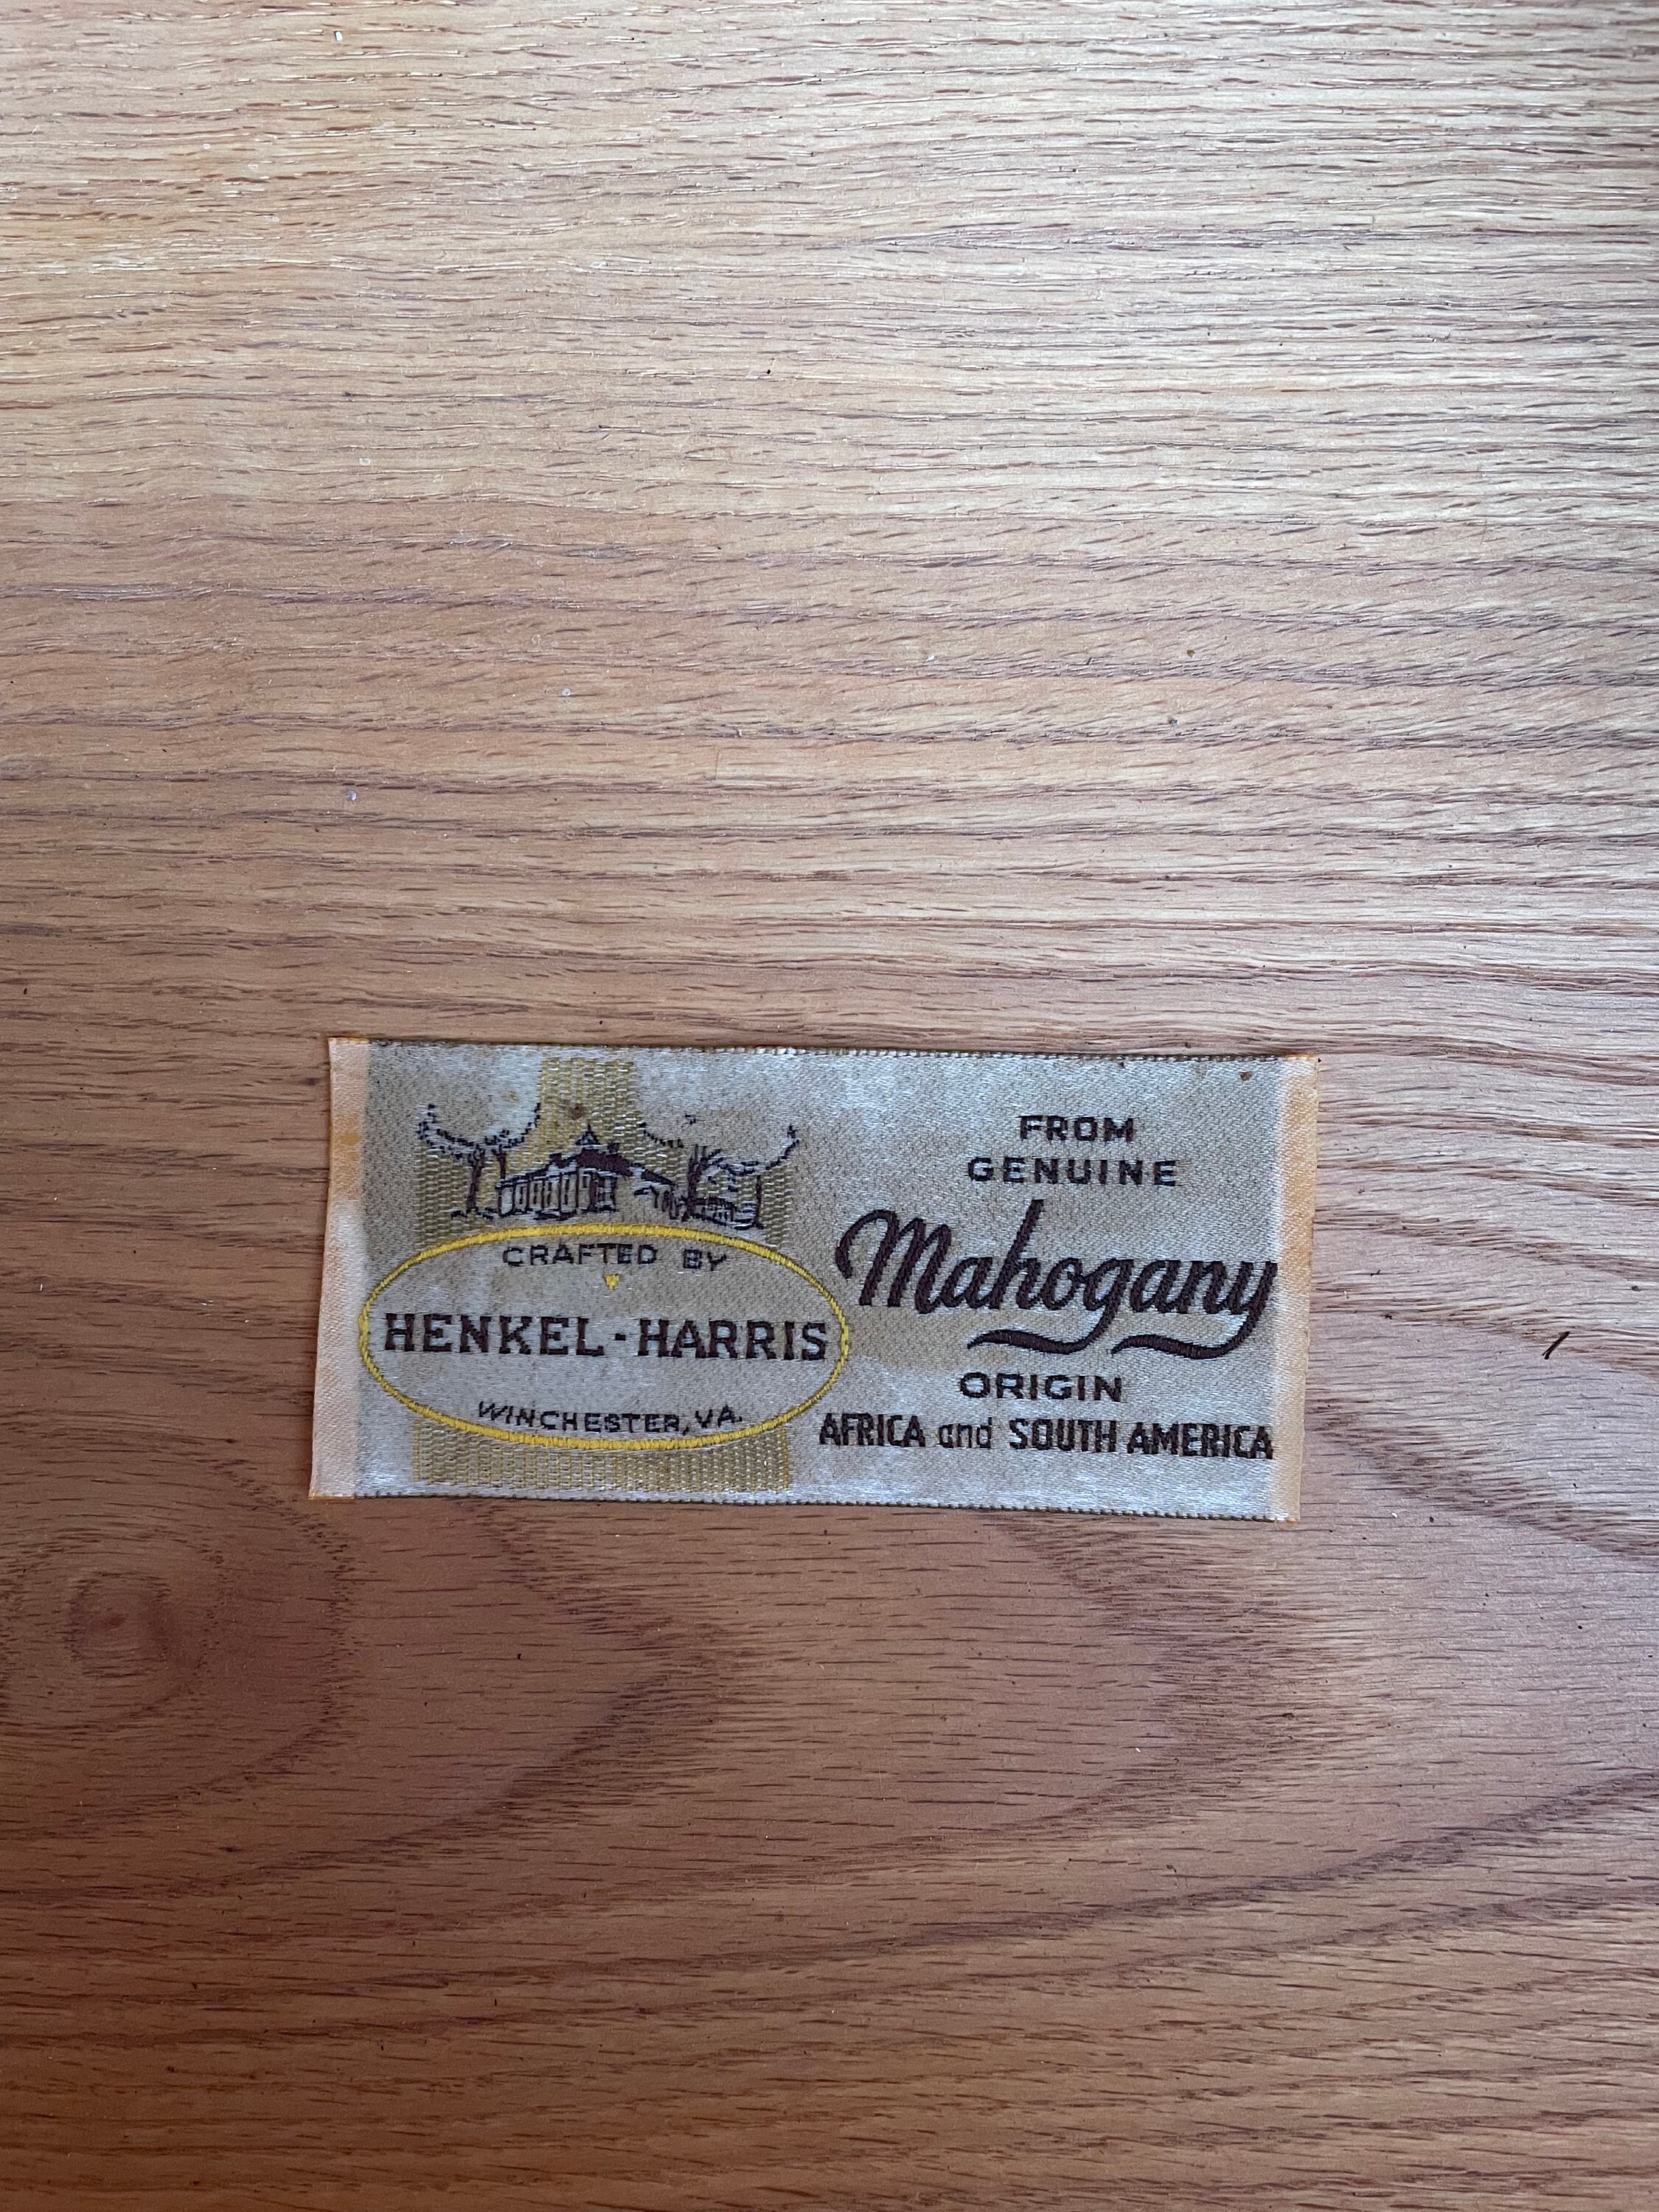 CRAFTED BY
HENKEL-HARRIS
WINCHESTER, VA.
FROM
GENUINE
Mahogany
ORIGIN
AFRICA and SOUTH AMERICA